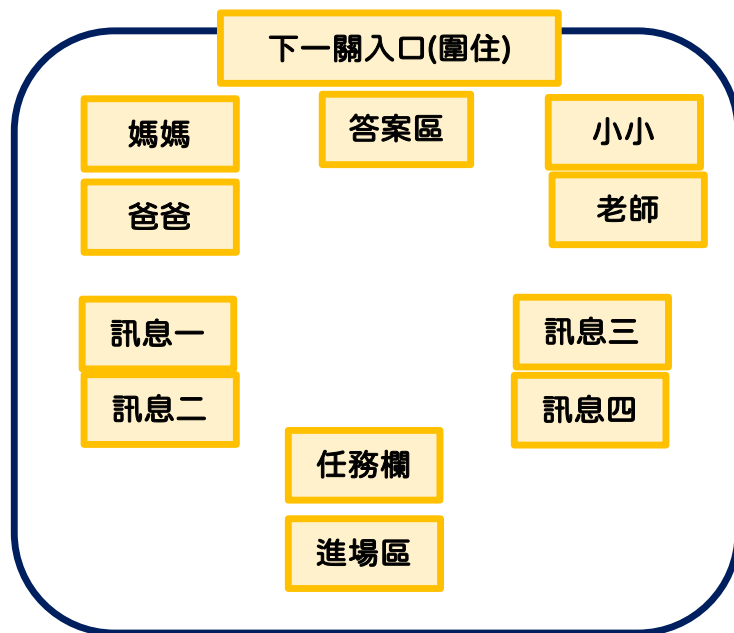 下一關入口(圍住)
媽媽
答案區
小小
爸爸
老師
訊息一
訊息三
訊息二
訊息四
任務欄
進場區